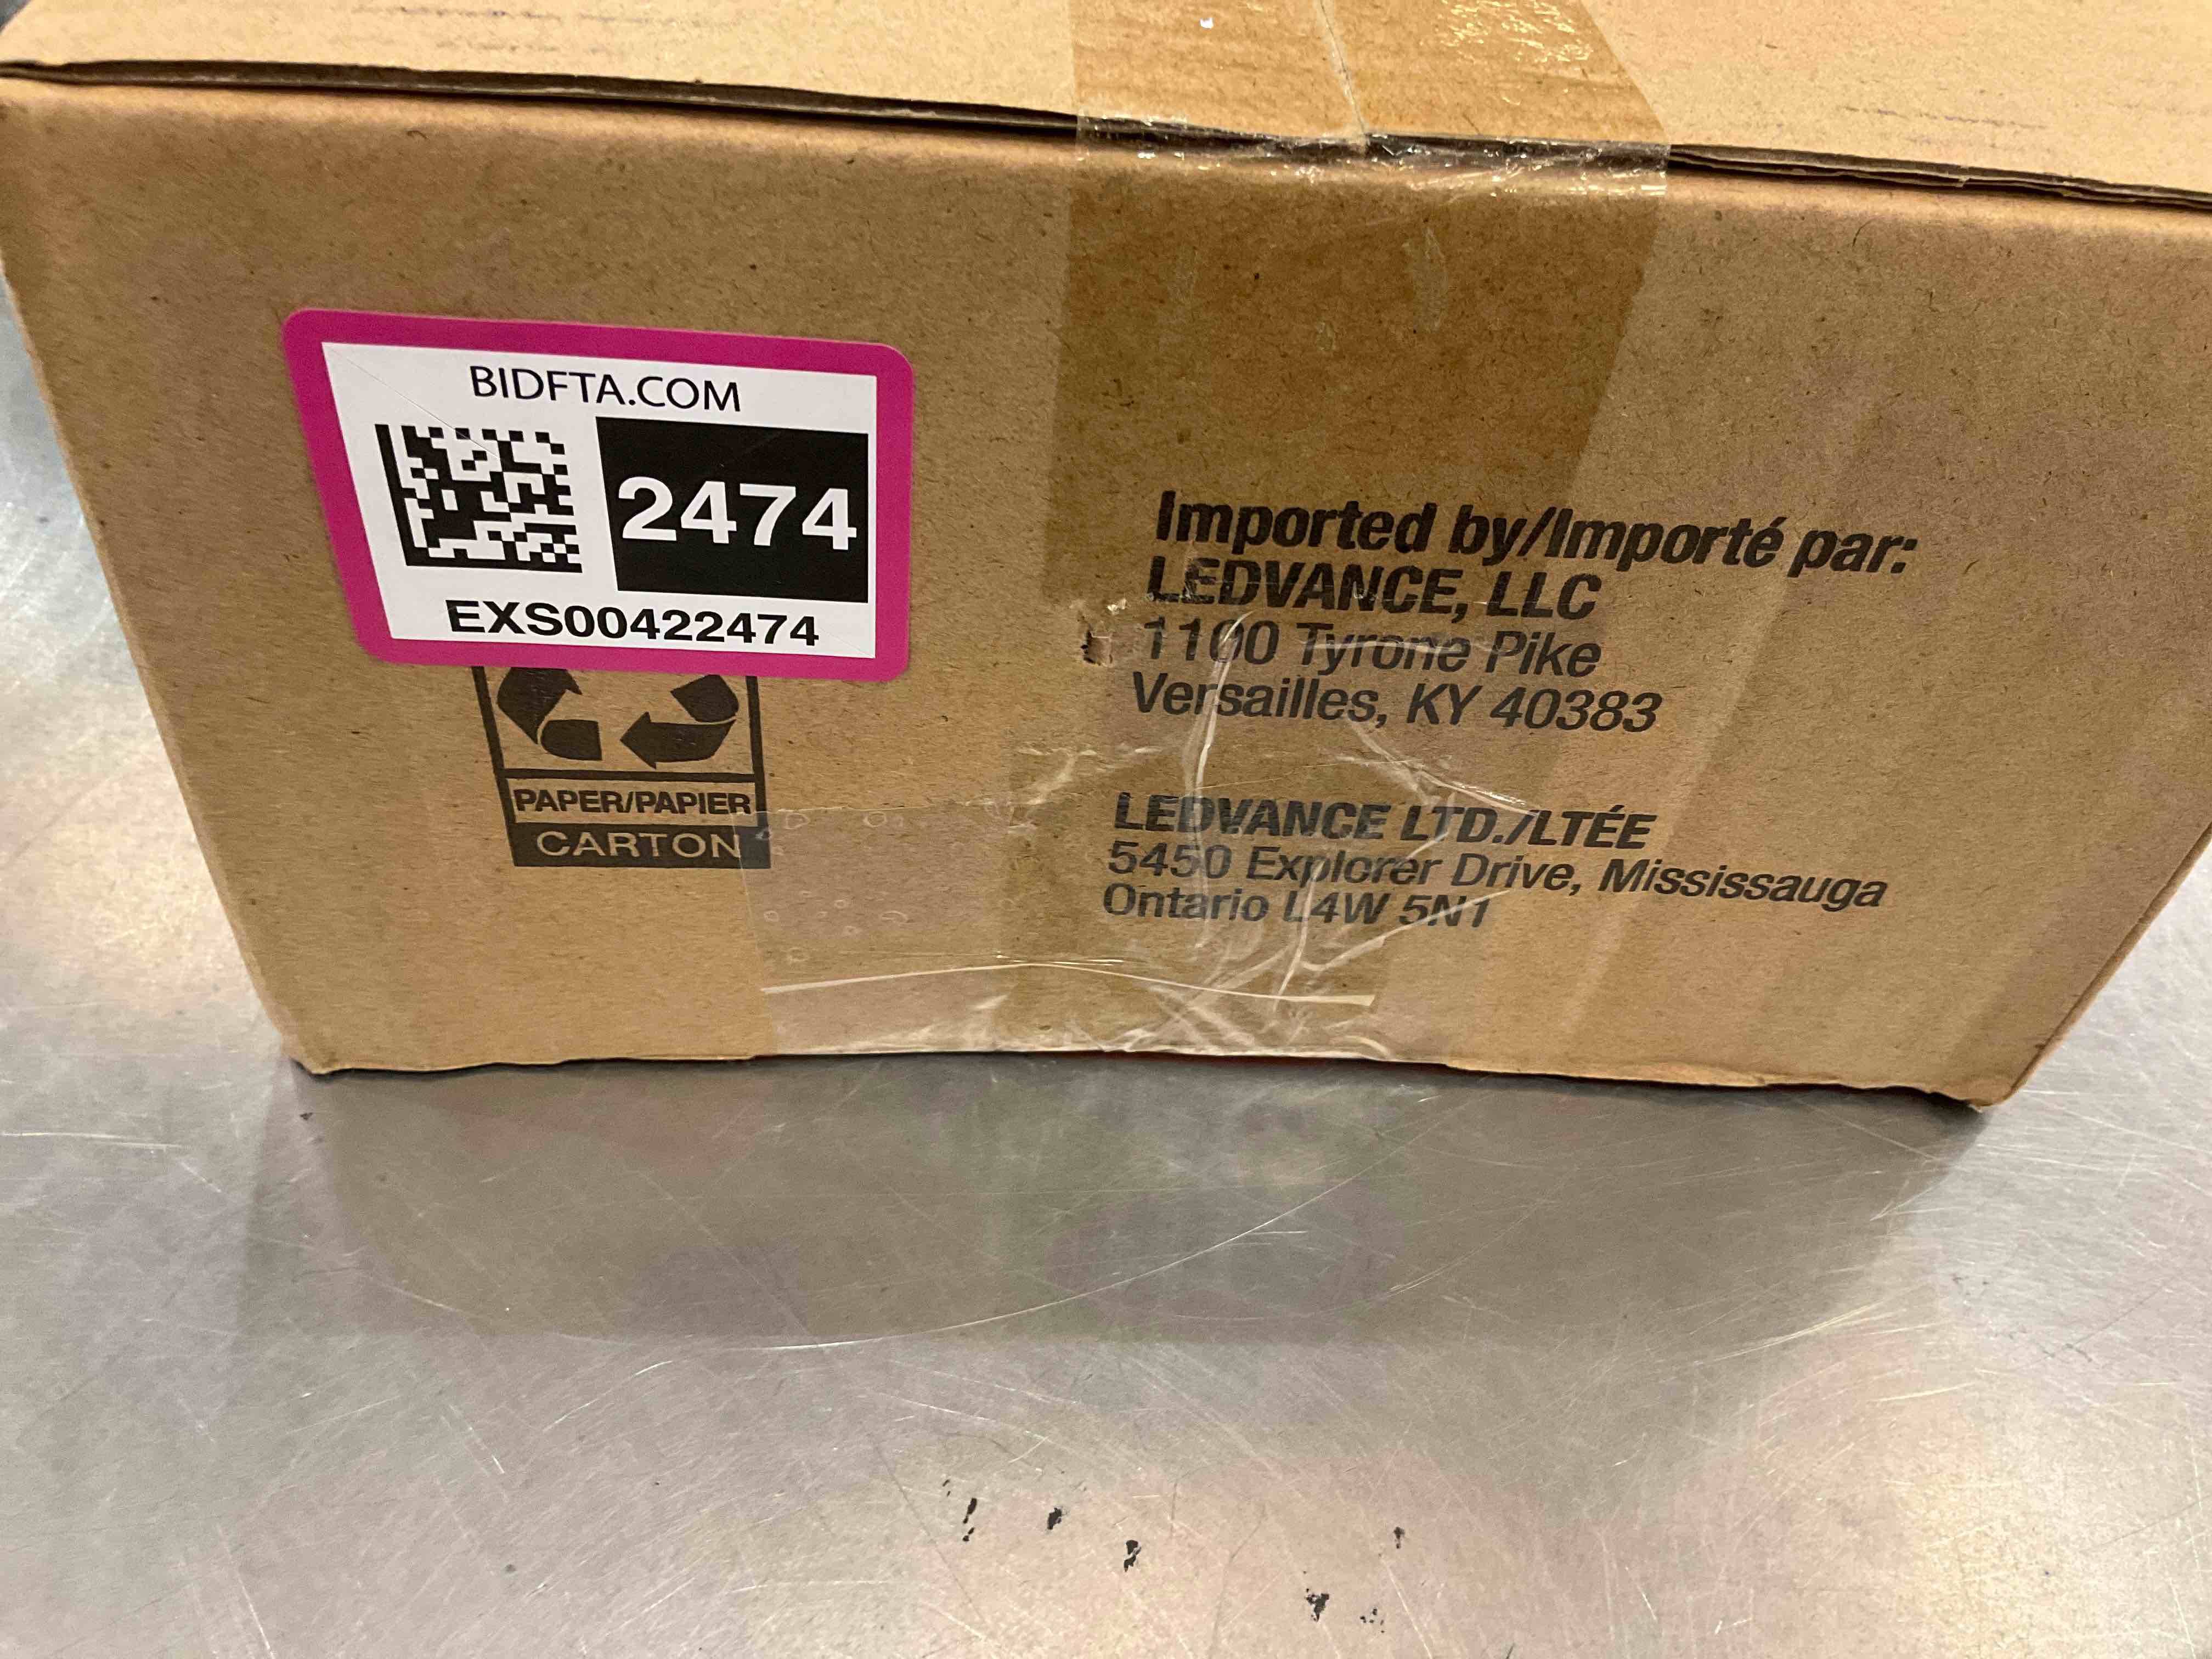 BIDFTA.COM
2474
EXS00422474
PAPER/PAPIER
CARTON
Imported by/Importé par:
LEDVANCE, LLC
1100 Tyrone Pike
Versailles, KY 40383
LEDVANCE LTD./LTÉE
5450 Explorer Drive, Mississauga
Ontario L4W 5N1